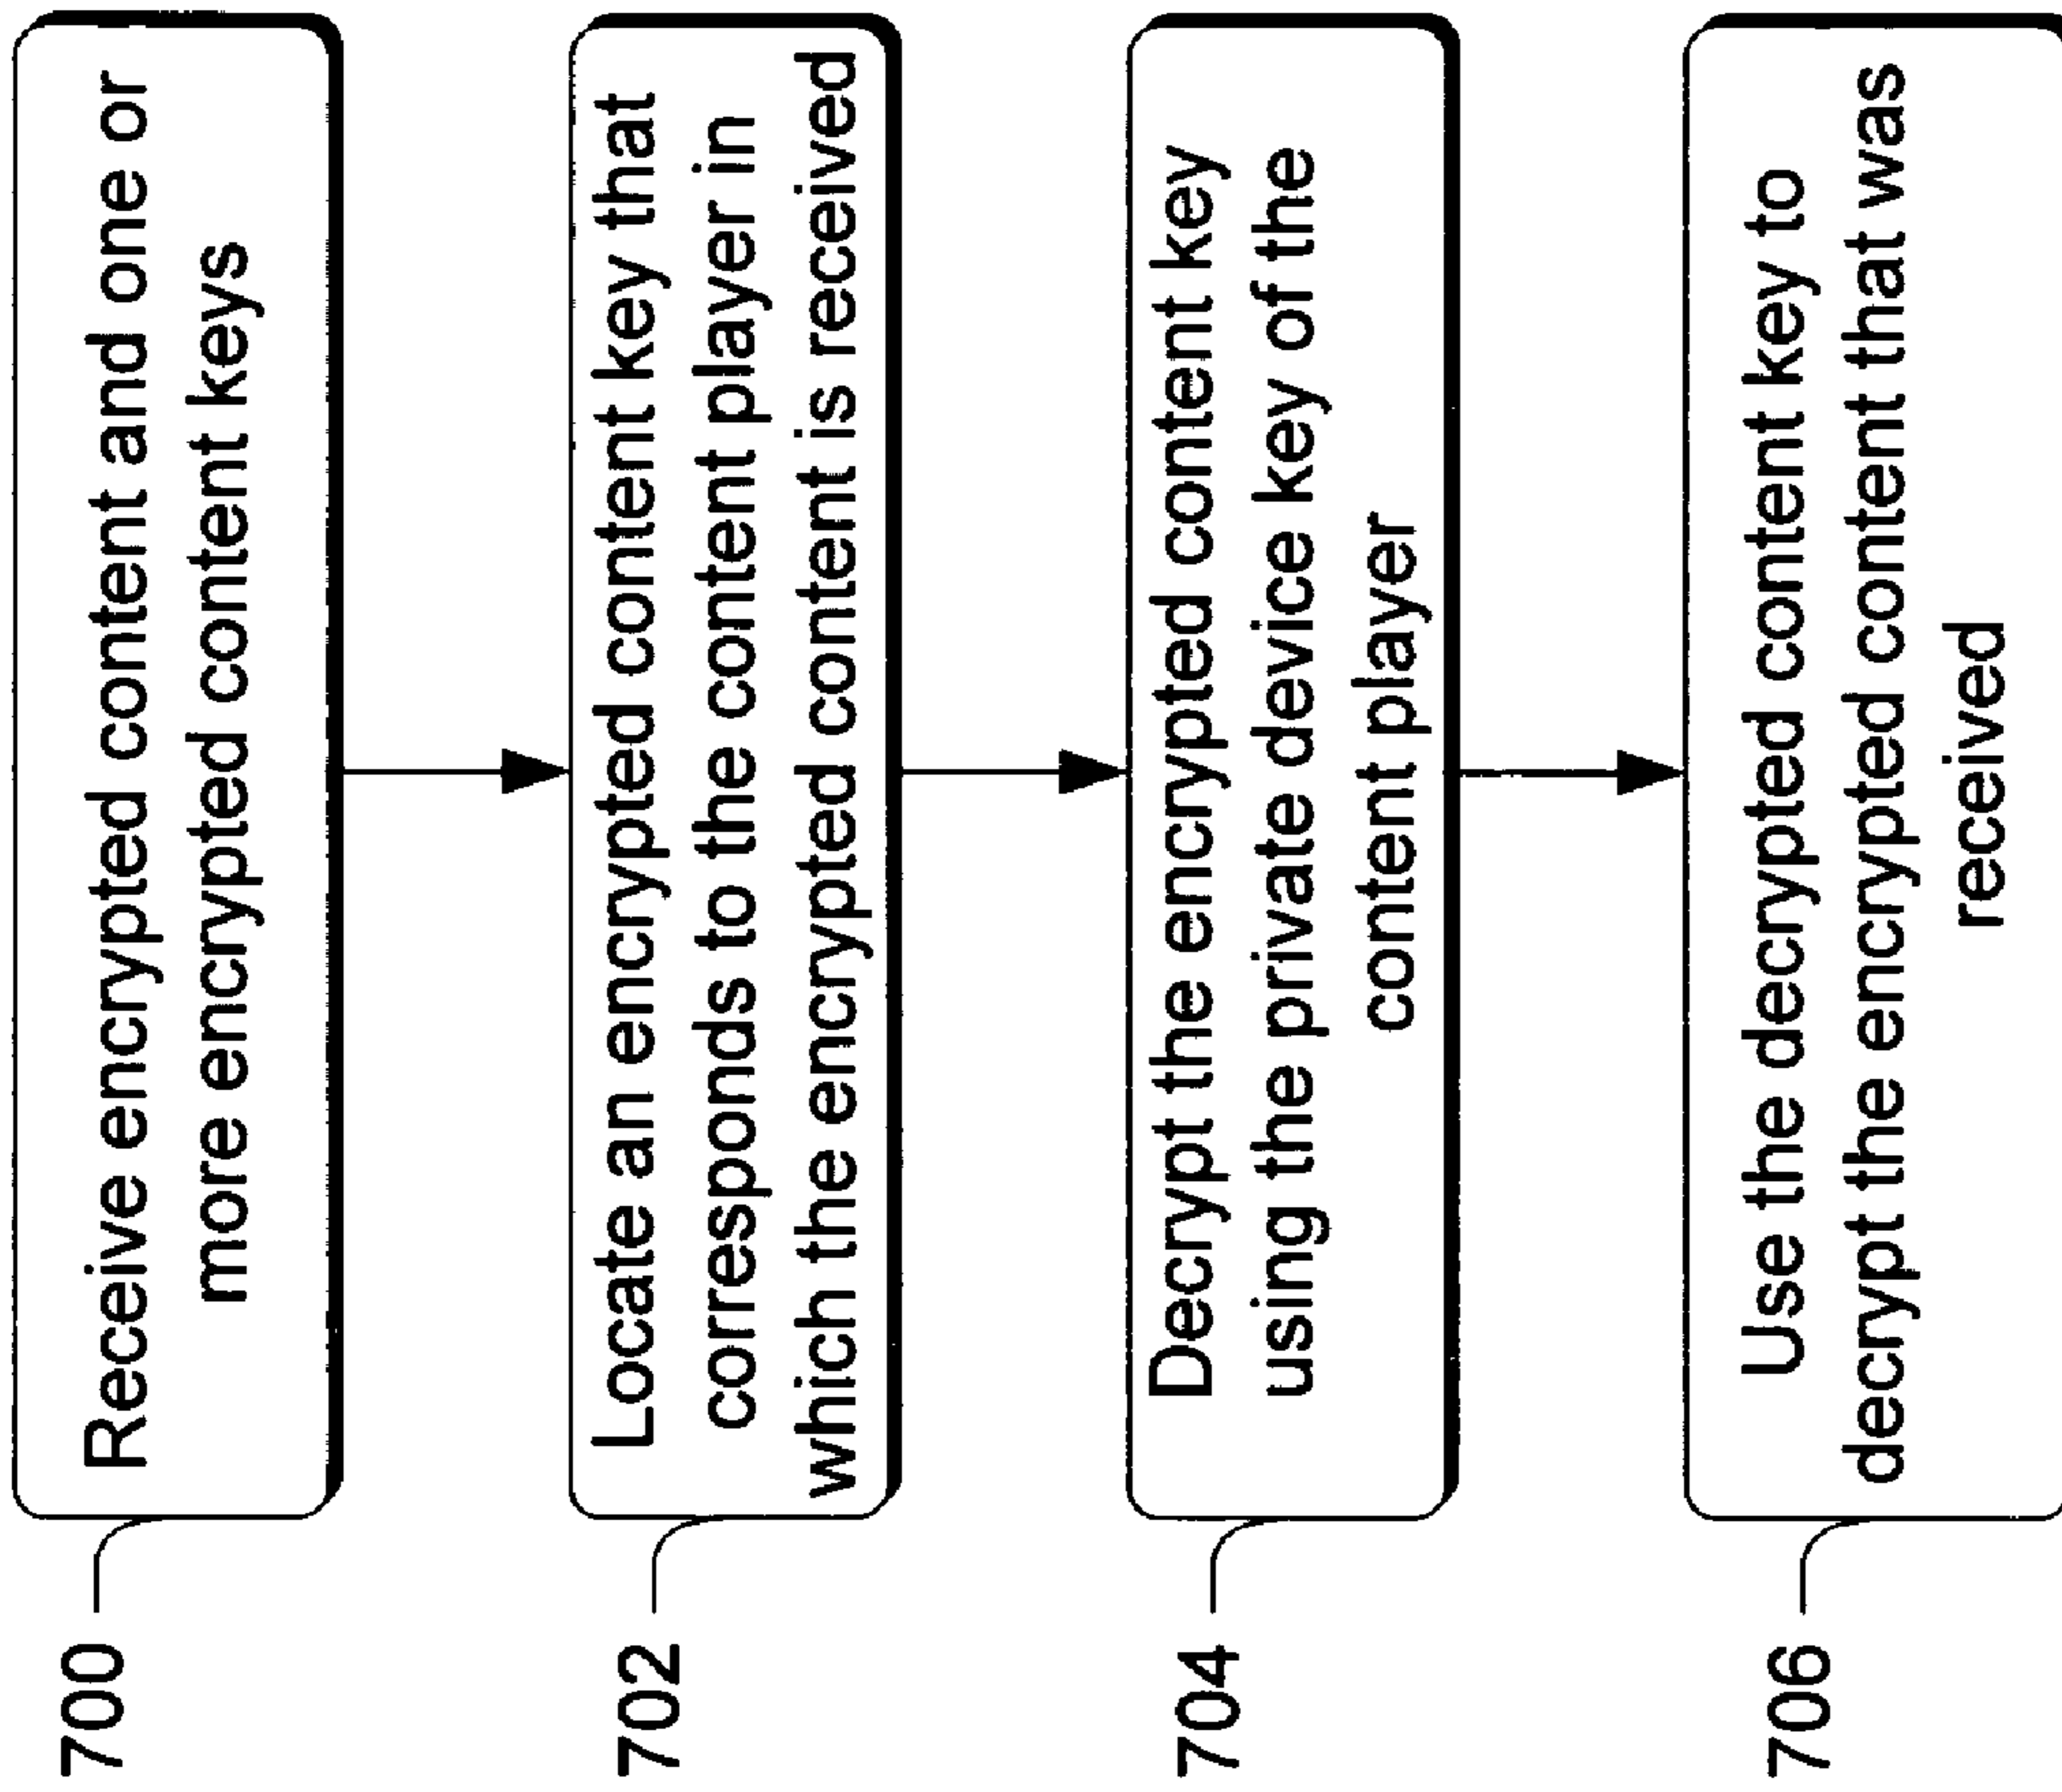 700
Receive encrypted content and one or
more encrypted content keys
702
Locate an encrypted content key that
corresponds to the content player in
which the encrypted content is received
704
Decrypt the encrypted content key
using the private device key of the
content player
706
Use the decrypted content key to
decrypt the encrypted content that was
received